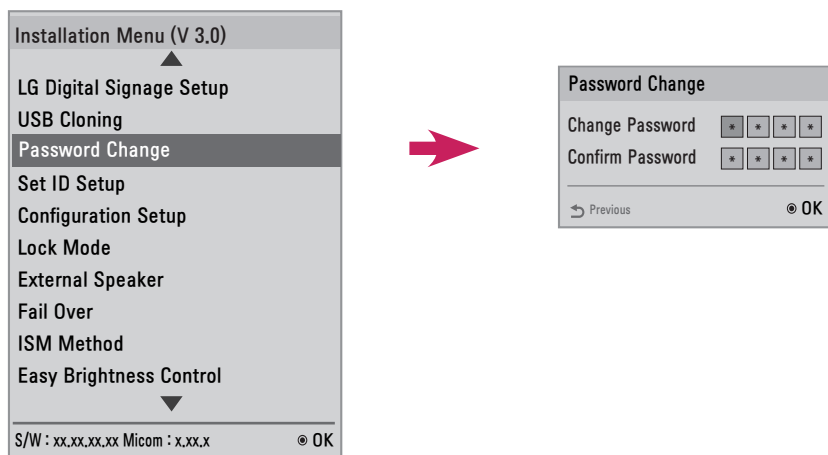 Installation Menu (V 3.0)
LG Digital Signage Setup
USB Cloning
Password Change
Set ID Setup
Configuration Setup
Lock Mode
External Speaker
Fail Over
ISM Method
Easy Brightness Control
S/W : xx.xx.xx.xx Micom : x.xx.x ◉ OK
Password Change
Change Password * * * *
Confirm Password * * * *
Previous ◉ OK